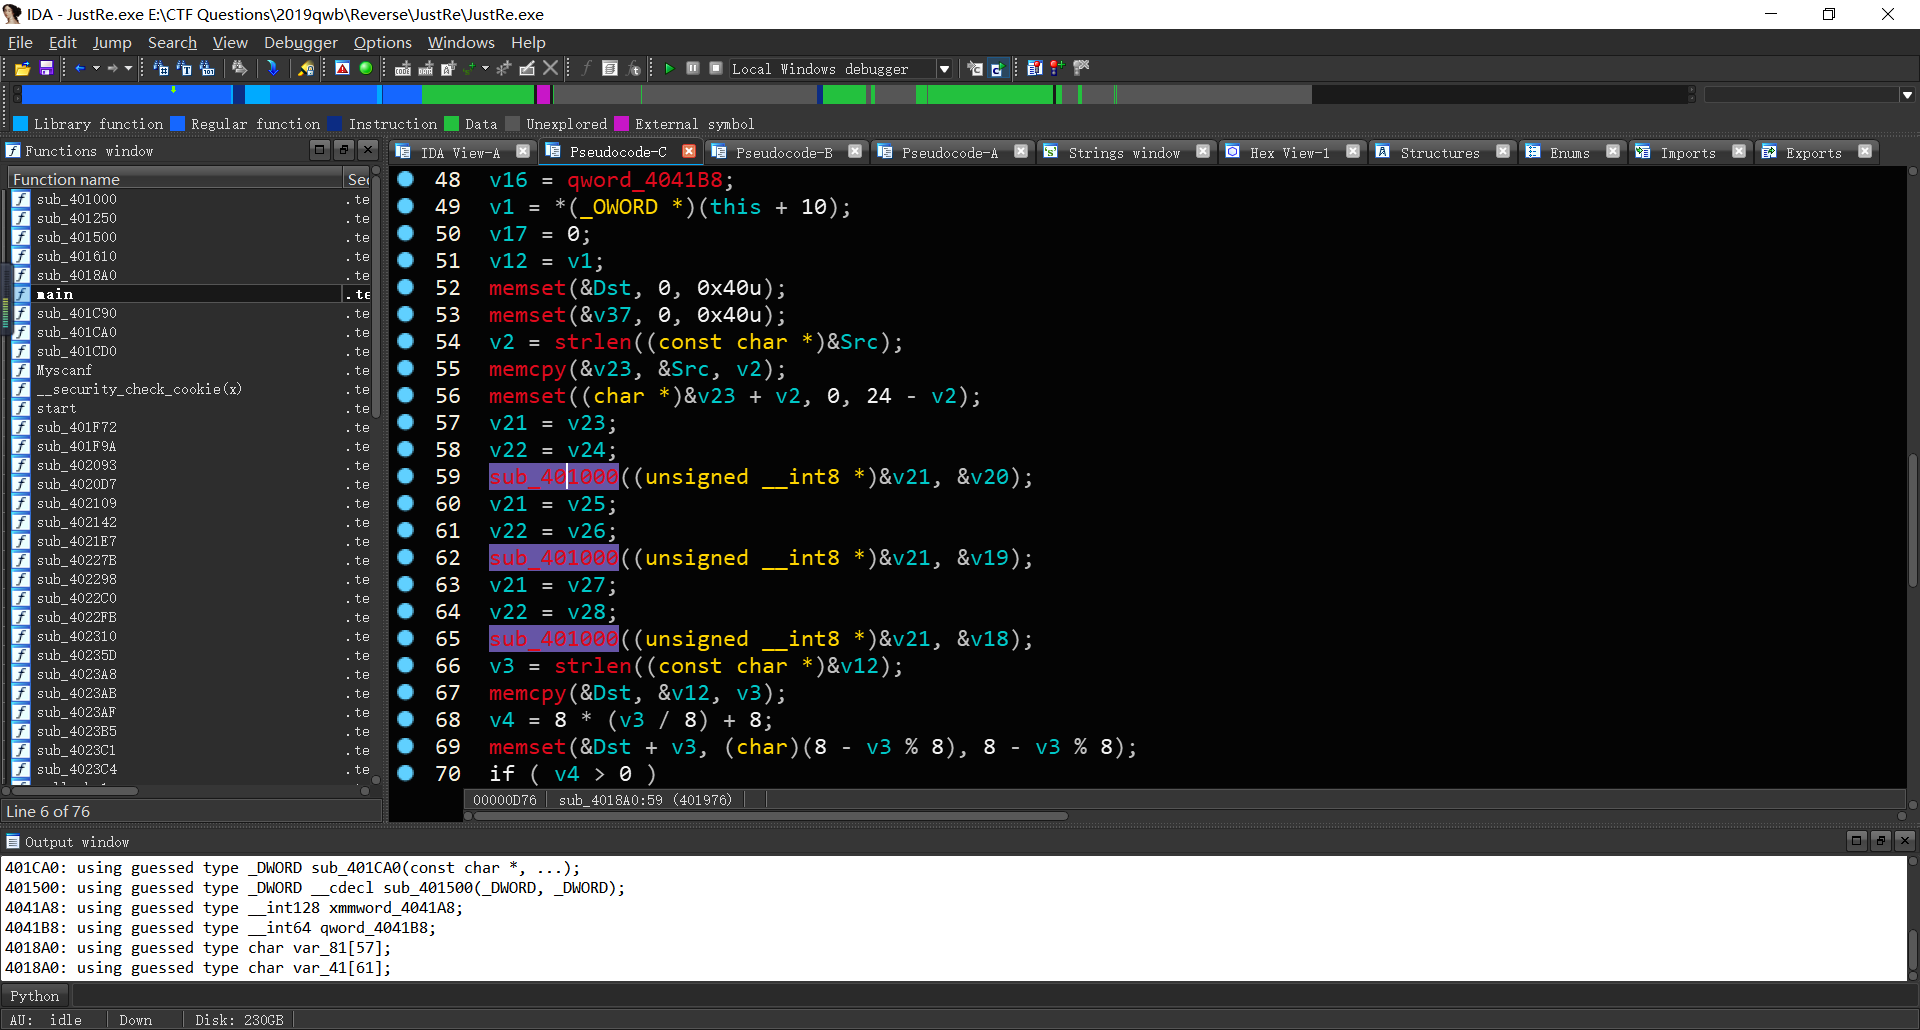 IDA - JustRe.exe E:\CTF Questions\2019qwb\Reverse\JustRe\JustRe.exe
File Edit Jump Search View Debugger Options Windows Help
Local Windows debugger
Library function Regular function Instruction Data Unexplored External symbol
Functions window
IDA View-A Pseudocode-C Pseudocode-B Pseudocode-A Strings window Hex View-1 Structures Enums Imports Exports
Function name Sec
sub_401000 .te
sub_401250 .te
sub_401500 .te
sub_401610 .te
sub_4018A0 .te
main .te
sub_401C90 .te
sub_401CA0 .te
sub_401CD0 .te
Myscanf .te
__security_check_cookie(x) .te
start .te
sub_401F72 .te
sub_401F9A .te
sub_402093 .te
sub_4020D7 .te
sub_402109 .te
sub_402142 .te
sub_4021E7 .te
sub_40227B .te
sub_402298 .te
sub_4022C0 .te
sub_4022FB .te
sub_402310 .te
sub_40235D .te
sub_4023A8 .te
sub_4023AB .te
sub_4023AF .te
sub_4023B5 .te
sub_4023C1 .te
sub_4023C4 .te
Line 6 of 76
48 v16 = qword_4041B8;
49 v1 = *(_OWORD *)(this + 10);
50 v17 = 0;
51 v12 = v1;
52 memset(&Dst, 0, 0x40u);
53 memset(&v37, 0, 0x40u);
54 v2 = strlen((const char *)&Src);
55 memcpy(&v23, &Src, v2);
56 memset((char *)&v23 + v2, 0, 24 - v2);
57 v21 = v23;
58 v22 = v24;
59 sub_401000((unsigned __int8 *)&v21, &v20);
60 v21 = v25;
61 v22 = v26;
62 sub_401000((unsigned __int8 *)&v21, &v19);
63 v21 = v27;
64 v22 = v28;
65 sub_401000((unsigned __int8 *)&v21, &v18);
66 v3 = strlen((const char *)&v12);
67 memcpy(&Dst, &v12, v3);
68 v4 = 8 * (v3 / 8) + 8;
69 memset(&Dst + v3, (char)(8 - v3 % 8), 8 - v3 % 8);
70 if ( v4 > 0 )
00000D76 sub_4018A0:59 (401976)
Output window
401CA0: using guessed type _DWORD sub_401CA0(const char *, ...);
401500: using guessed type _DWORD __cdecl sub_401500(_DWORD, _DWORD);
4041A8: using guessed type __int128 xmmword_4041A8;
4041B8: using guessed type __int64 qword_4041B8;
4018A0: using guessed type char var_81[57];
4018A0: using guessed type char var_41[61];
Python
AU: idle Down Disk: 230GB